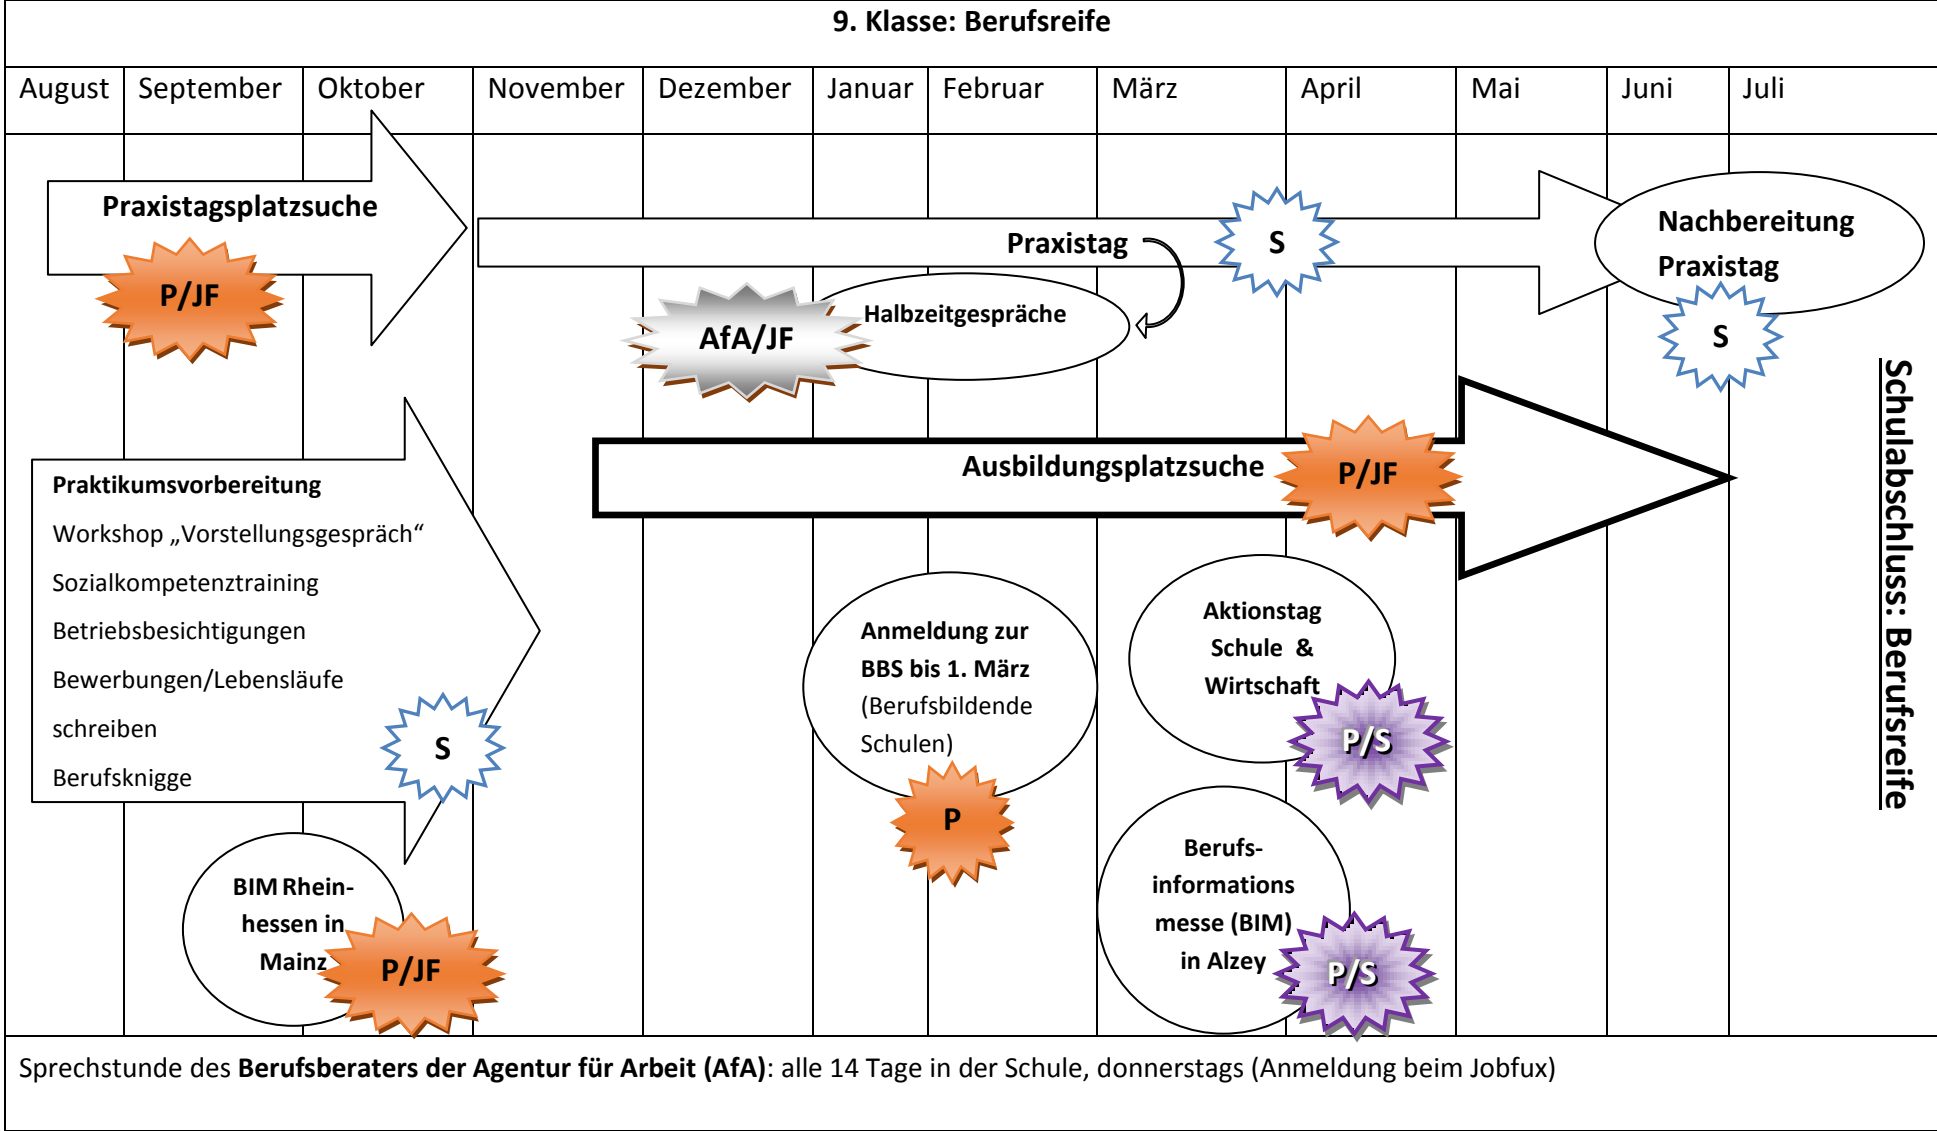 9. Klasse: Berufsreife
August
September
Oktober
November
Dezember
Januar
Februar
März
April
Mai
Juni
Juli
Praxistagsplatzsuche
P/JF
Praxistag
S
Nachbereitung
Praxistag
S
AfA/JF
Halbzeitgespräche
Ausbildungsplatzsuche
P/JF
Praktikumsvorbereitung
Workshop „Vorstellungsgespräch“
Sozialkompetenztraining
Betriebsbesichtigungen
Bewerbungen/Lebensläufe
schreiben
Berufsknigge
S
Anmeldung zur
BBS bis 1. März
(Berufsbildende
Schulen)
P
Aktionstag
Schule &
Wirtschaft
P/S
BIM Rhein-
hessen in
Mainz
P/JF
Berufs-
informations
messe (BIM)
in Alzey
P/S
Schulabschluss: Berufsreife
Sprechstunde des Berufsberaters der Agentur für Arbeit (AfA): alle 14 Tage in der Schule, donnerstags (Anmeldung beim Jobfux)